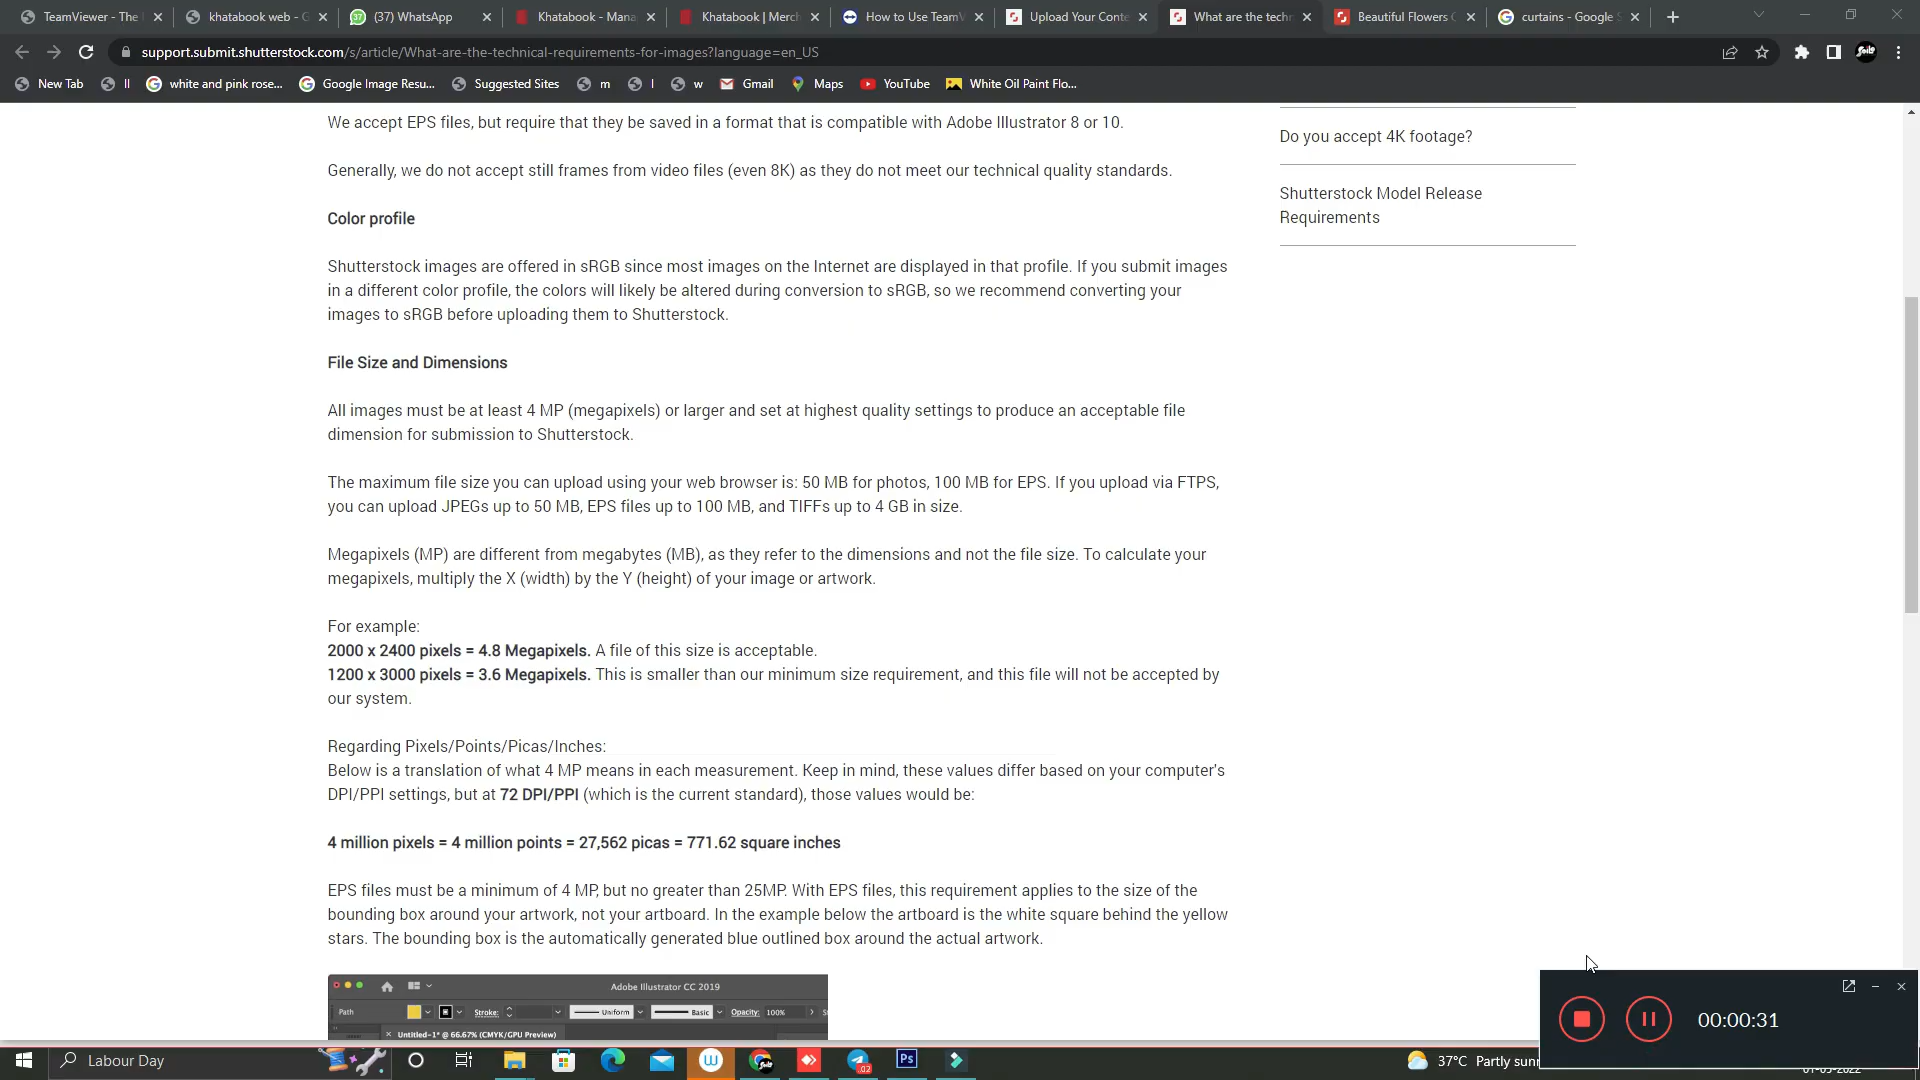 TeamViewer - The
khatabook web - G
(37) WhatsApp
Khatabook - Mana
Khatabook | Merch
How to Use TeamV
Upload Your Conte
What are the techn
Beautiful Flowers
curtains - Google S
support.submit.shutterstock.com/s/article/What-are-the-technical-requirements-for-images?language=en_US
New Tab
ll
white and pink rose...
Google Image Resu...
Suggested Sites
m
l
w
Gmail
Maps
YouTube
White Oil Paint Flo...
We accept EPS files, but require that they be saved in a format that is compatible with Adobe Illustrator 8 or 10.
Generally, we do not accept still frames from video files (even 8K) as they do not meet our technical quality standards.
Color profile
Shutterstock images are offered in sRGB since most images on the Internet are displayed in that profile. If you submit images
in a different color profile, the colors will likely be altered during conversion to sRGB, so we recommend converting your
images to sRGB before uploading them to Shutterstock.
File Size and Dimensions
All images must be at least 4 MP (megapixels) or larger and set at highest quality settings to produce an acceptable file
dimension for submission to Shutterstock.
The maximum file size you can upload using your web browser is: 50 MB for photos, 100 MB for EPS. If you upload via FTPS,
you can upload JPEGs up to 50 MB, EPS files up to 100 MB, and TIFFs up to 4 GB in size.
Megapixels (MP) are different from megabytes (MB), as they refer to the dimensions and not the file size. To calculate your
megapixels, multiply the X (width) by the Y (height) of your image or artwork.
For example:
2000 x 2400 pixels = 4.8 Megapixels. A file of this size is acceptable.
1200 x 3000 pixels = 3.6 Megapixels. This is smaller than our minimum size requirement, and this file will not be accepted by
our system.
Regarding Pixels/Points/Picas/Inches:
Below is a translation of what 4 MP means in each measurement. Keep in mind, these values differ based on your computer's
DPI/PPI settings, but at 72 DPI/PPI (which is the current standard), those values would be:
4 million pixels = 4 million points = 27,562 picas = 771.62 square inches
EPS files must be a minimum of 4 MP, but no greater than 25MP. With EPS files, this requirement applies to the size of the
bounding box around your artwork, not your artboard. In the example below the artboard is the white square behind the yellow
stars. The bounding box is the automatically generated blue outlined box around the actual artwork.
Do you accept 4K footage?
Shutterstock Model Release
Requirements
Adobe Illustrator CC 2019
Path
Stroke:
Uniform
Basic
Opacity:
100%
Untitled-1* @ 66.67% (CMYK/GPU Preview)
00:00:31
Labour Day
Ps
37°C Partly sunn